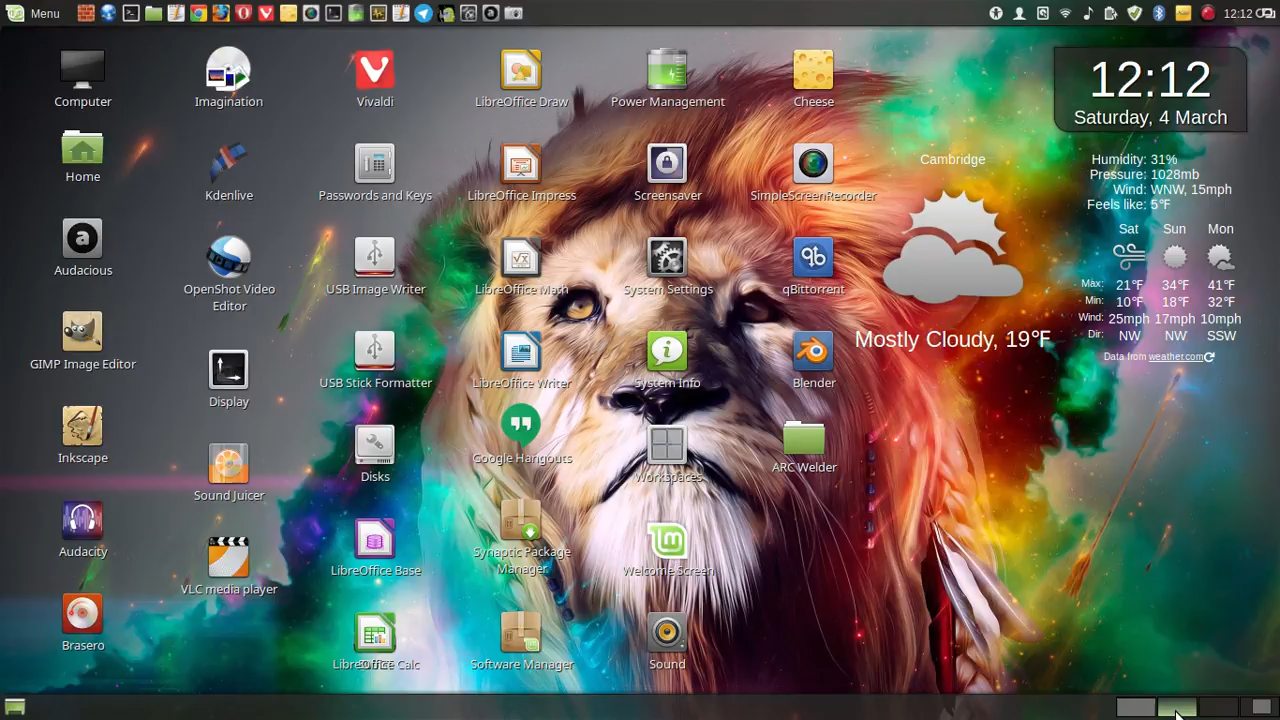 Menu
12:12
Computer
Home
Audacious
GIMP Image Editor
Inkscape
Audacity
Brasero
Imagination
Kdenlive
OpenShot Video
Editor
Display
Sound Juicer
VLC media player
Vivaldi
Passwords and Keys
USB Image Writer
USB Stick Formatter
Disks
LibreOffice Base
LibreOffice Calc
LibreOffice Draw
LibreOffice Impress
LibreOffice Math
LibreOffice Writer
Google Hangouts
Synaptic Package
Manager
Software Manager
Power Management
Screensaver
System Settings
System Info
Workspaces
Welcome Screen
Sound
Cheese
SimpleScreenRecorder
qBittorrent
Blender
ARC Welder
12:12
Saturday, 4 March
Cambridge
Mostly Cloudy, 19°F
Humidity: 31%
Pressure: 1028mb
Wind: WNW, 15mph
Feels like: 5°F
Sat Sun Mon
Max: 21°F 34°F 41°F
Min: 10°F 18°F 32°F
Wind: 25mph 17mph 10mph
Dir: NW NW SSW
Data from weather.com